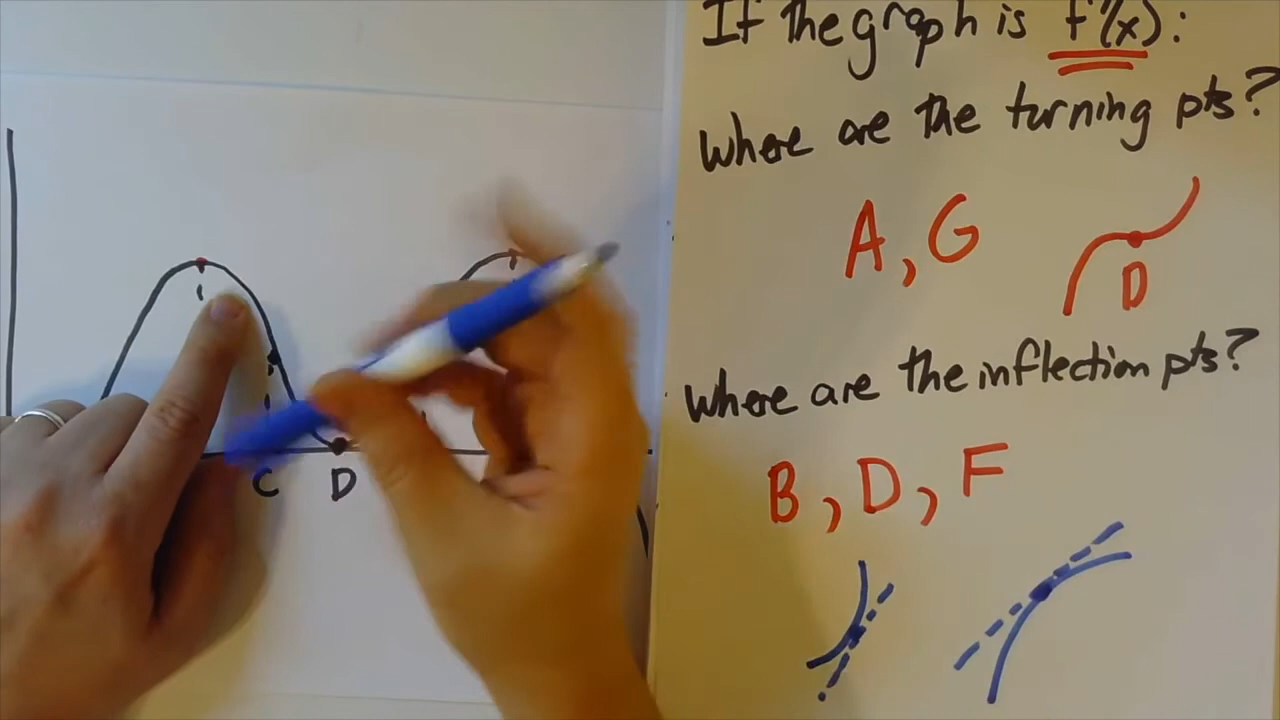 If the graph is f'(x):
Where are the turning pts?
A, G
D
Where are the inflection pts?
B, D, F
C D